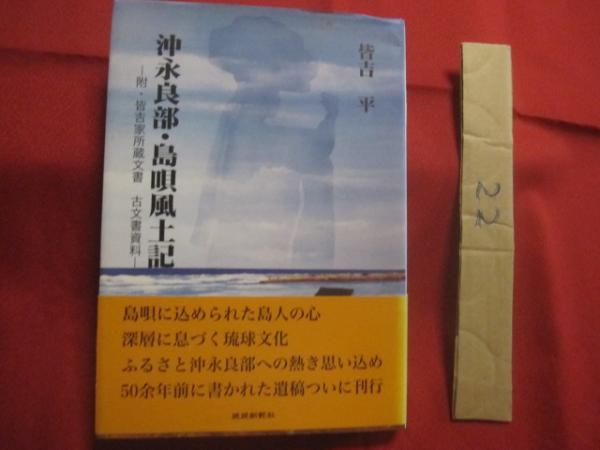 沖永良部・島唄風土記
―附・皆吉家所蔵文書 古文書資料―
皆吉 平
島唄に込められた島人の心
深層に息づく琉球文化
ふるさと沖永良部への熱き思い込め
50余年前に書かれた遺稿ついに刊行
22